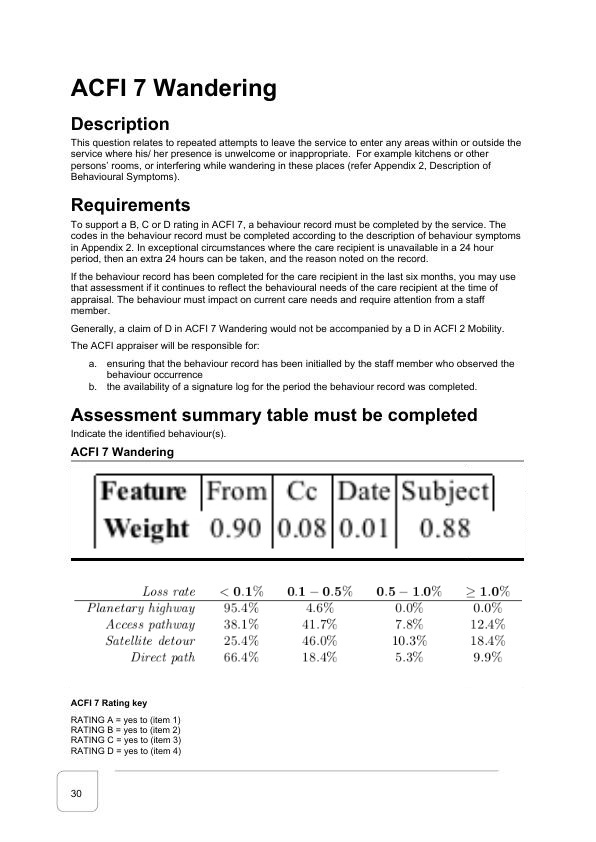 ACFI 7 Wandering
Description
This question relates to repeated attempts to leave the service to enter any areas within or outside the
service where his/ her presence is unwelcome or inappropriate.  For example kitchens or other
persons' rooms, or interfering while wandering in these places (refer Appendix 2, Description of
Behavioural Symptoms).
Requirements
To support a B, C or D rating in ACFI 7, a behaviour record must be completed by the service. The
codes in the behaviour record must be completed according to the description of behaviour symptoms
in Appendix 2. In exceptional circumstances where the care recipient is unavailable in a 24 hour
period, then an extra 24 hours can be taken, and the reason noted on the record.
If the behaviour record has been completed for the care recipient in the last six months, you may use
that assessment if it continues to reflect the behavioural needs of the care recipient at the time of
appraisal. The behaviour must impact on current care needs and require attention from a staff
member.
Generally, a claim of D in ACFI 7 Wandering would not be accompanied by a D in ACFI 2 Mobility.
The ACFI appraiser will be responsible for:
a. ensuring that the behaviour record has been initialled by the staff member who observed the
behaviour occurrence
b. the availability of a signature log for the period the behaviour record was completed.
Assessment summary table must be completed
Indicate the identified behaviour(s).
ACFI 7 Wandering
Feature From Cc Date Subject
Weight 0.90 0.08 0.01 0.88
Loss rate < 0.1% 0.1 − 0.5% 0.5 − 1.0% ≥ 1.0%
Planetary highway 95.4% 4.6% 0.0% 0.0%
Access pathway 38.1% 41.7% 7.8% 12.4%
Satellite detour 25.4% 46.0% 10.3% 18.4%
Direct path 66.4% 18.4% 5.3% 9.9%
ACFI 7 Rating key
RATING A = yes to (item 1)
RATING B = yes to (item 2)
RATING C = yes to (item 3)
RATING D = yes to (item 4)
30